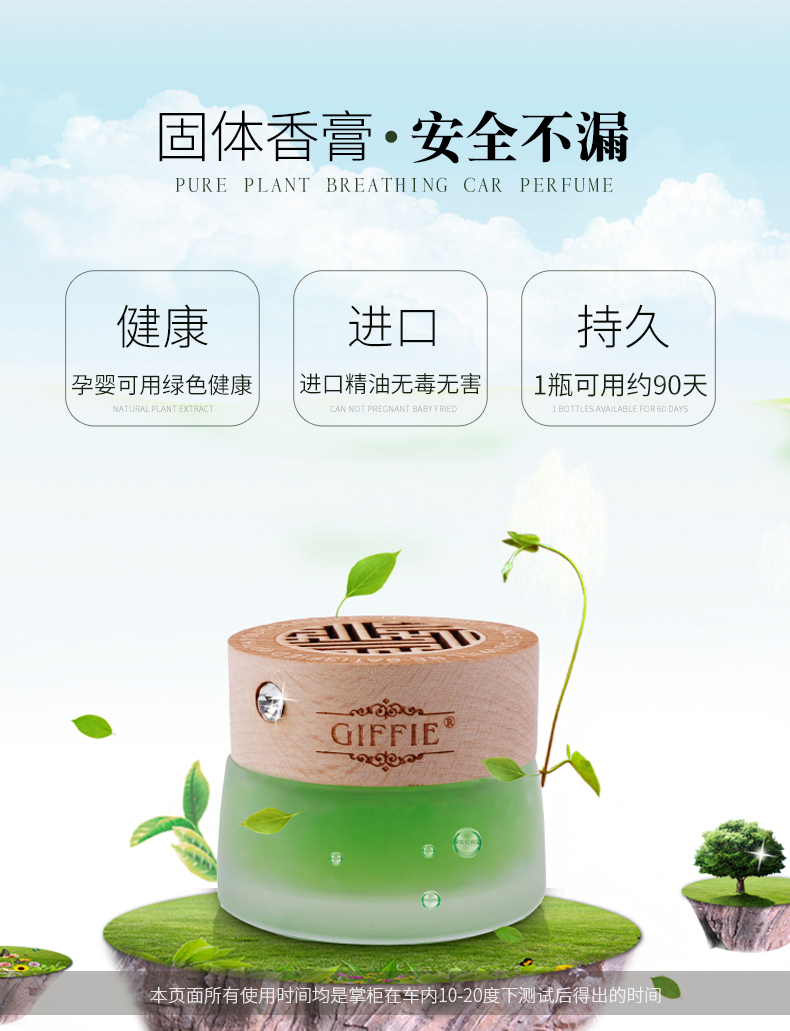 固体香膏·安全不漏
PURE PLANT BREATHING CAR PERFUME
健康
孕婴可用绿色健康
NATURAL PLANT EXTRACT
进口
进口精油无毒无害
CAN NOT PREGNANT BABY FRIED
持久
1瓶可用约90天
1 BOTTLES AVAILABLE FOR 60 DAYS
GIFFIE®
本页面所有使用时间均是掌柜在车内10-20度下测试后得出的时间